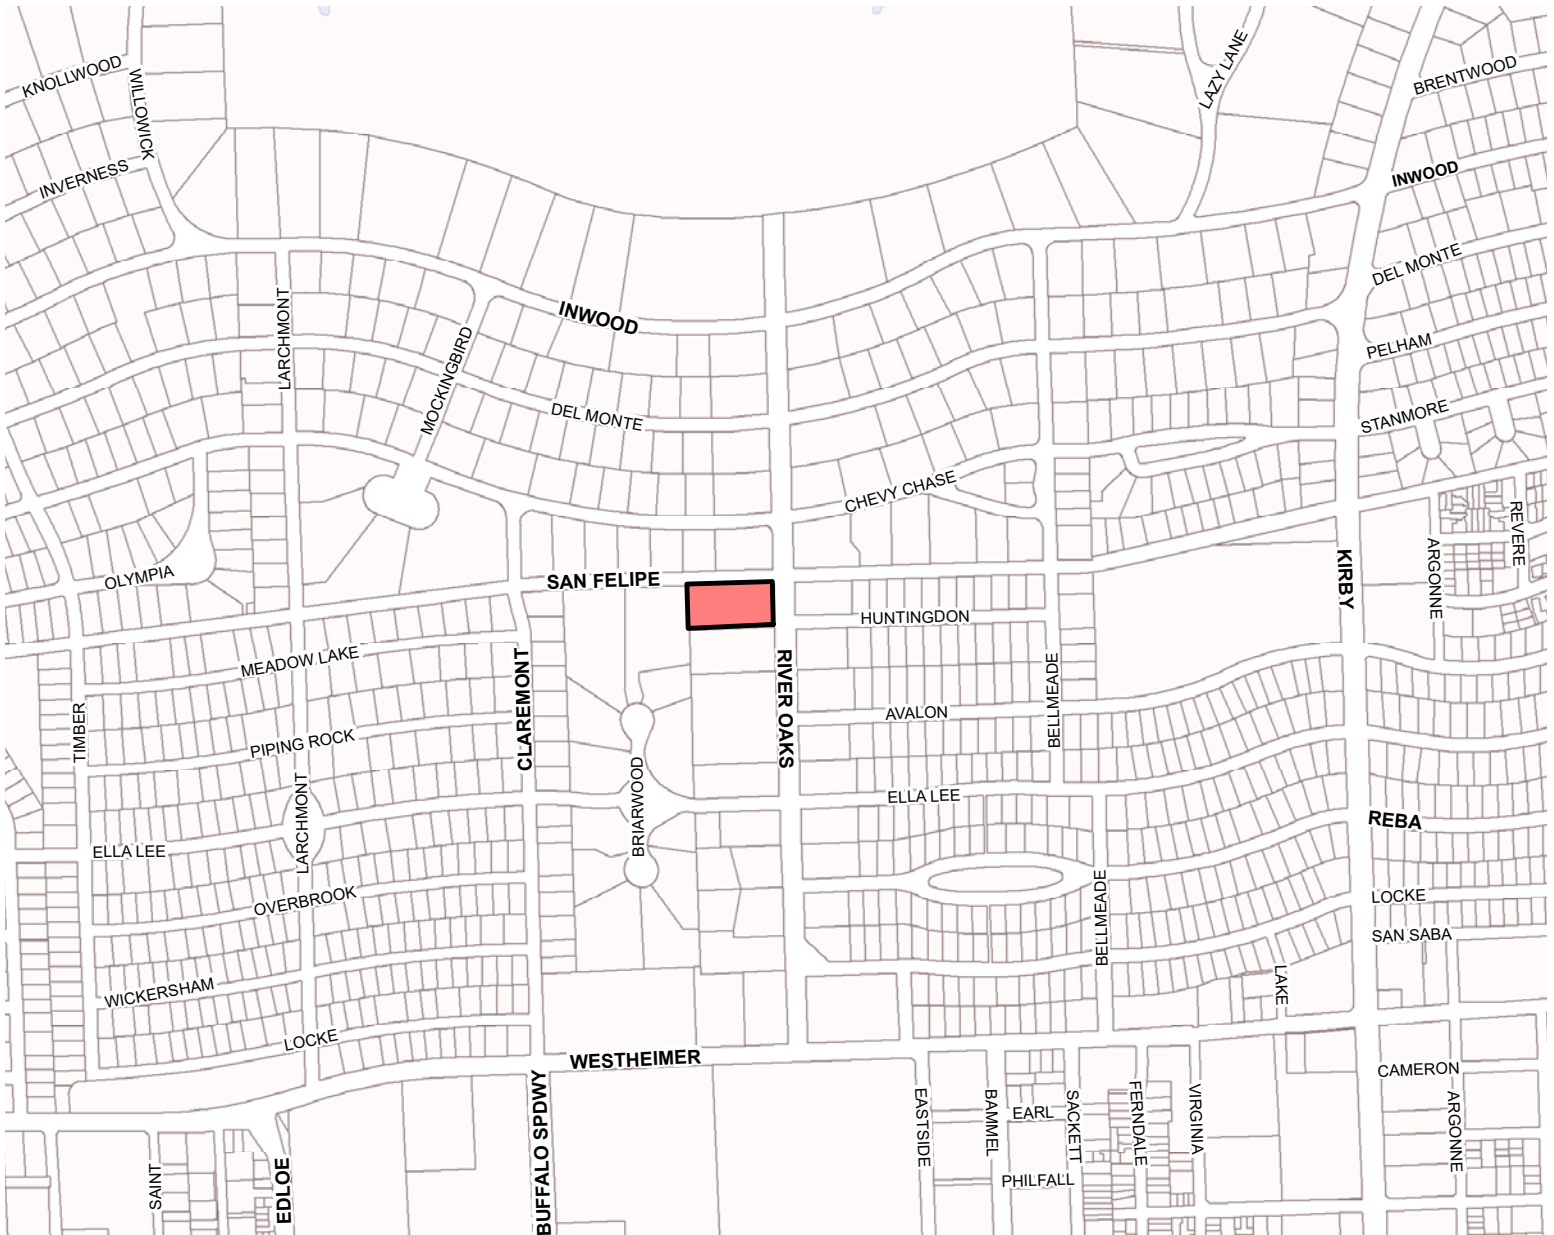 KNOLLWOOD
WILLOWICK
LAZY LANE
BRENTWOOD
INVERNESS
INWOOD
DEL MONTE
LARCHMONT
INWOOD
MOCKINGBIRD
PELHAM
DEL MONTE
STANMORE
CHEVY CHASE
REVERE
OLYMPIA
SAN FELIPE
ARGONNE
KIRBY
HUNTINGDON
MEADOW LAKE
CLAREMONT
RIVER OAKS
BELLMEADE
TIMBER
AVALON
PIPING ROCK
BRIARWOOD
ELLA LEE
LARCHMONT
REBA
ELLA LEE
OVERBROOK
LOCKE
BELLMEADE
SAN SABA
WICKERSHAM
LAKE
LOCKE
WESTHEIMER
CAMERON
BUFFALO SPDWY
EASTSIDE
BAMMEL
EARL
SACKETT
FERNDALE
VIRGINIA
ARGONNE
SAINT
EDLOE
PHILFALL